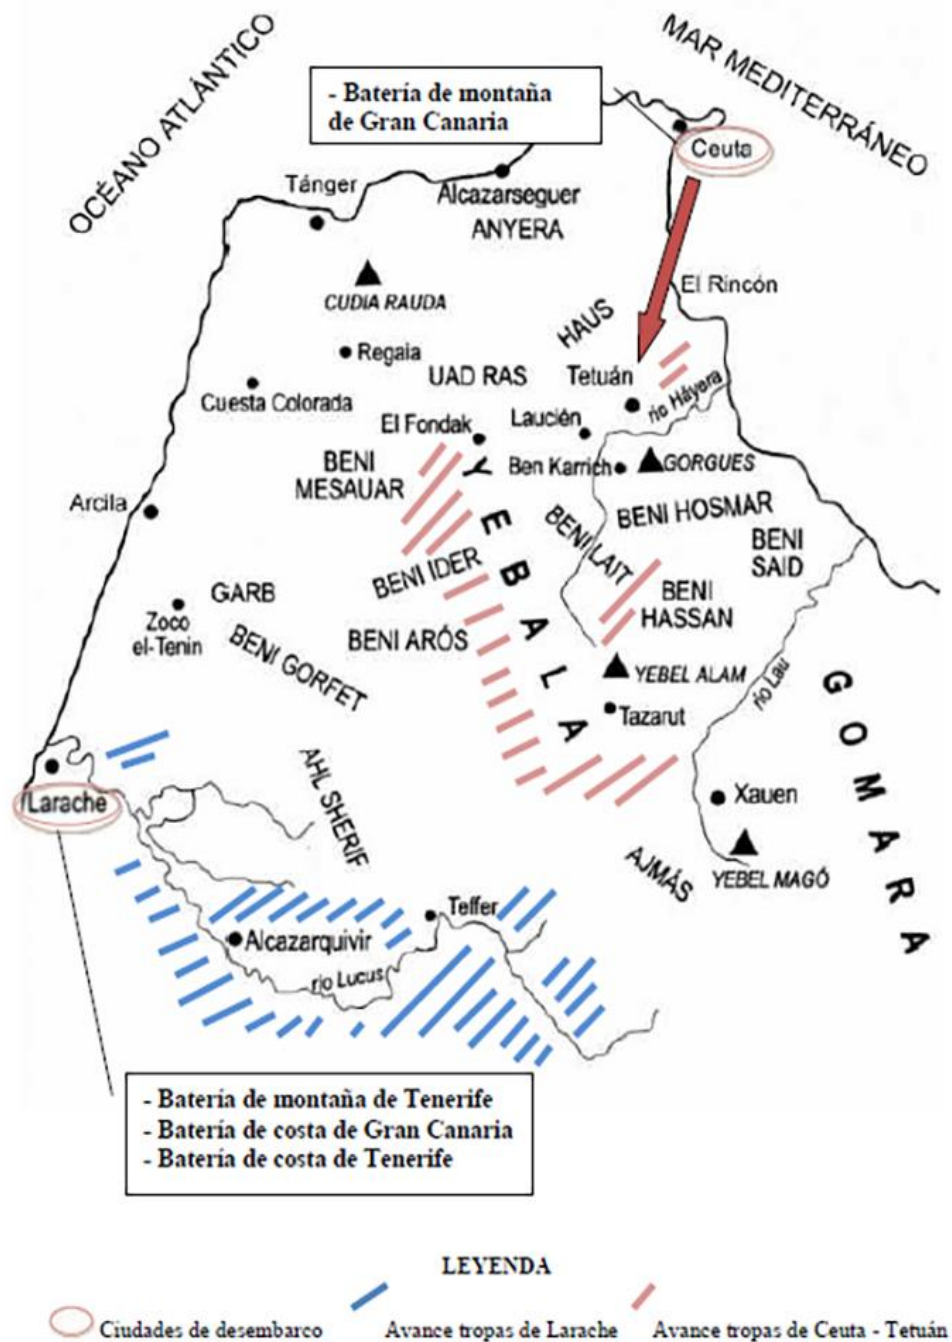 OCÉANO ATLÁNTICO
MAR MEDITERRÁNEO
- Batería de montaña
de Gran Canaria
Ceuta
Tánger
Alcazarseguer
ANYERA
CUDIA RAUDA
El Rincón
HAUS
Regaia
UAD RAS
Tetuán
Cuesta Colorada
río Háyera
El Fondak
Laucién
BENI
MESAUAR
Ben Karrich
GORGUES
Arcila
BENI HOSMAR
BENI LAIT
BENI
SAID
BENI IDER
GARB
BENI
HASSAN
Zoco
el-Tenin
BENI GORFET
BENI ARÓS
YEBALA
YEBEL ALAM
río Lau
Tazarut
GOMARA
Larache
AHL SHERIF
Xauen
AJMÁS
YEBEL MAGÓ
Teffer
Alcazarquivir
río Lucus
- Batería de montaña de Tenerife
- Batería de costa de Gran Canaria
- Batería de costa de Tenerife
LEYENDA
Ciudades de desembarco
Avance tropas de Larache
Avance tropas de Ceuta - Tetuán